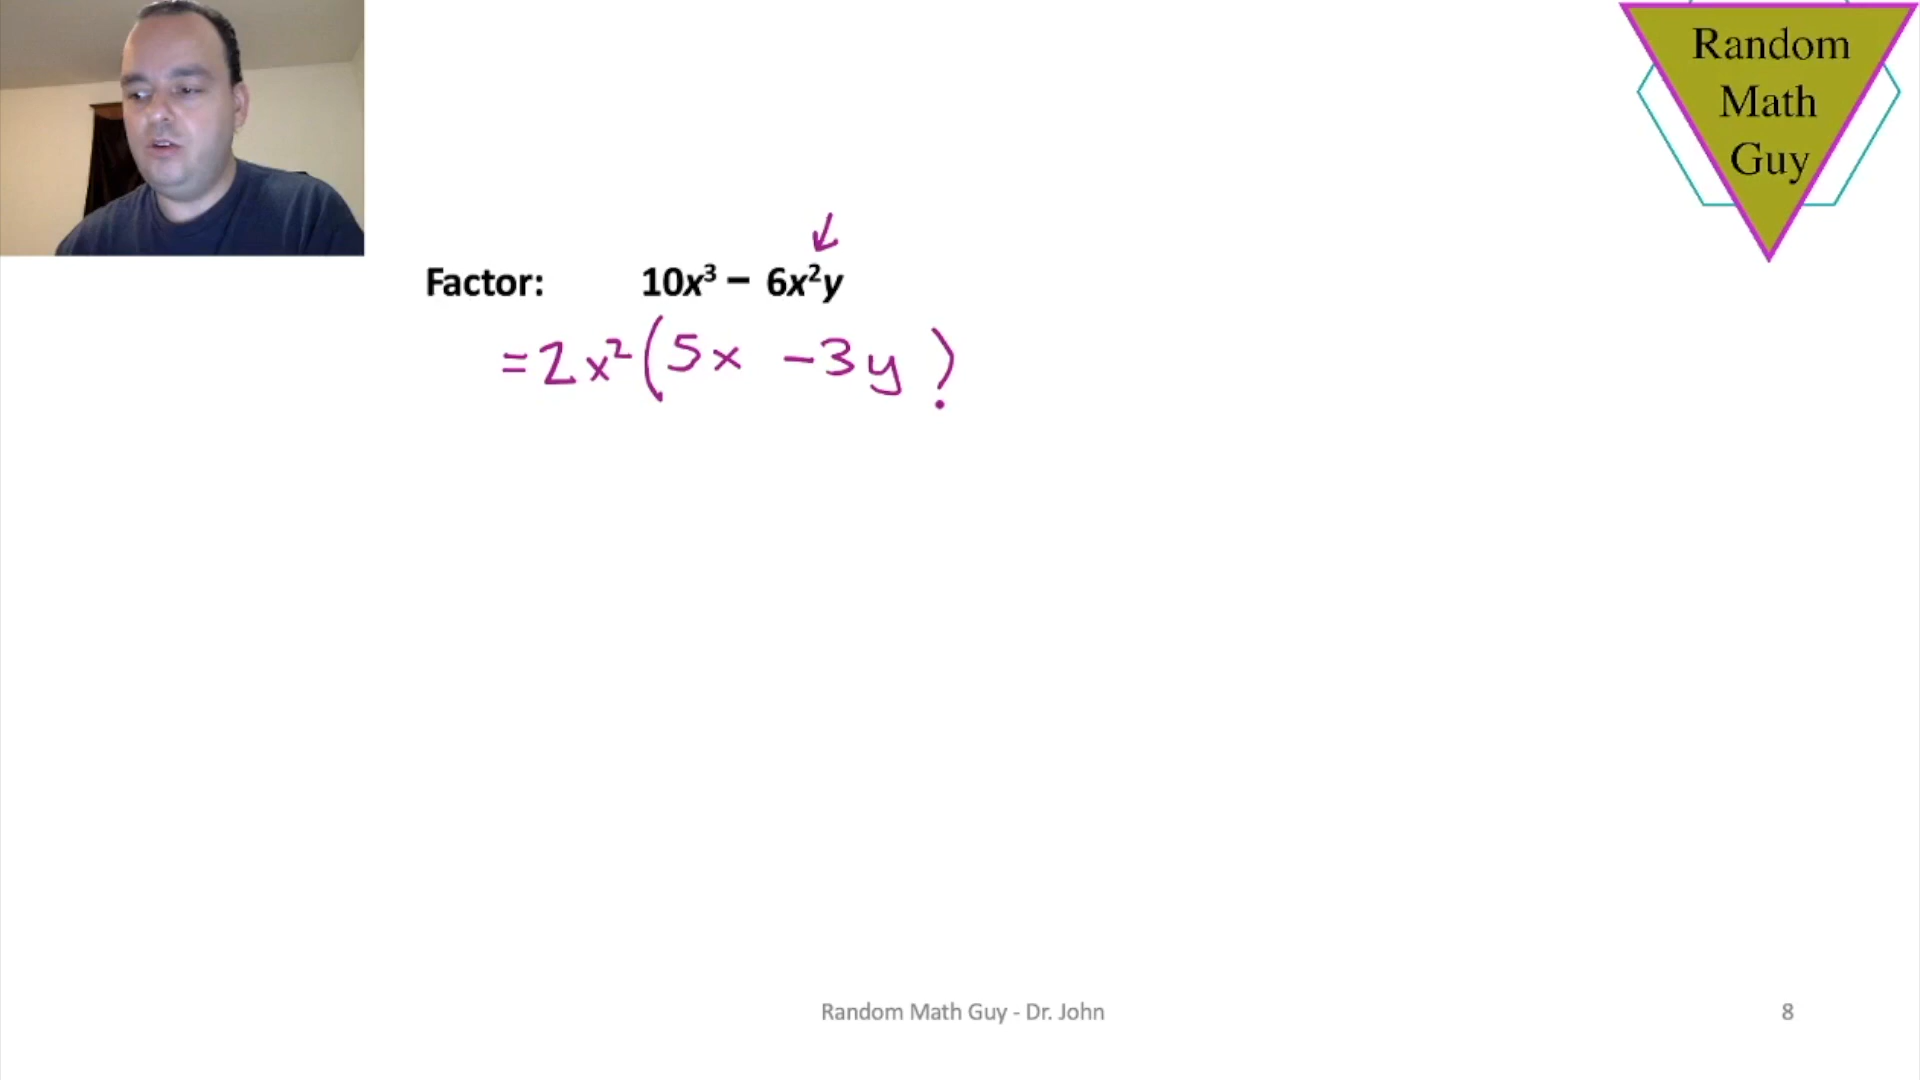 Random
Math
Guy
Factor: 10x³ – 6x²y
= 2x² (5x - 3y)
Random Math Guy - Dr. John
8